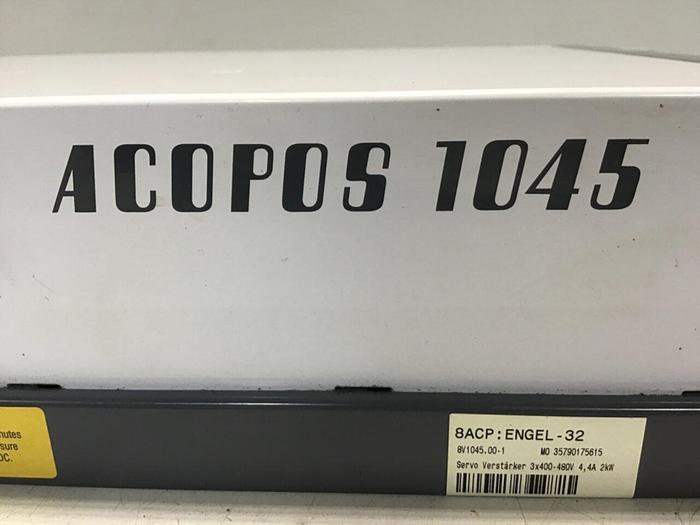 ACOPOS 1045
nutes
sure
DC.
8ACP:ENGEL-32
8V1045.00-1 MO 35790175615
Servo Verstärker 3x400-480V 4,4A 2kW